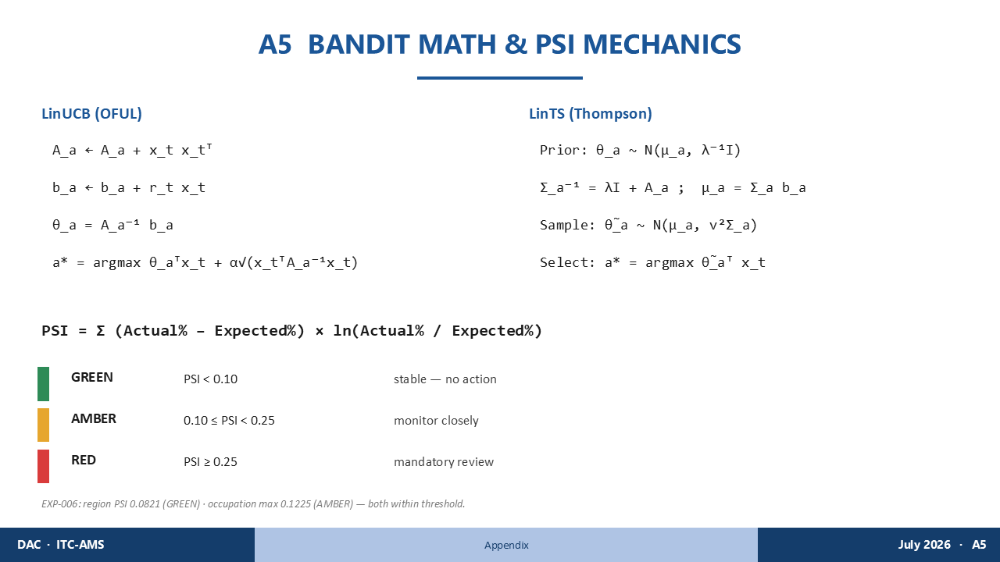 A5 BANDIT MATH & PSI MECHANICS
LinUCB (OFUL)
A_a ← A_a + x_t x_tᵀ
b_a ← b_a + r_t x_t
θ_a = A_a⁻¹ b_a
a* = argmax θ_aᵀx_t + α√(x_tᵀA_a⁻¹x_t)
LinTS (Thompson)
Prior: θ_a ~ N(μ_a, λ⁻¹I)
Σ_a⁻¹ = λI + A_a ; μ_a = Σ_a b_a
Sample: θ̃_a ~ N(μ_a, v²Σ_a)
Select: a* = argmax θ̃_aᵀ x_t
PSI = Σ (Actual% – Expected%) × ln(Actual% / Expected%)
GREEN PSI < 0.10 stable — no action
AMBER 0.10 ≤ PSI < 0.25 monitor closely
RED PSI ≥ 0.25 mandatory review
EXP-006: region PSI 0.0821 (GREEN) · occupation max 0.1225 (AMBER) — both within threshold.
DAC · ITC-AMS
Appendix
July 2026 · A5